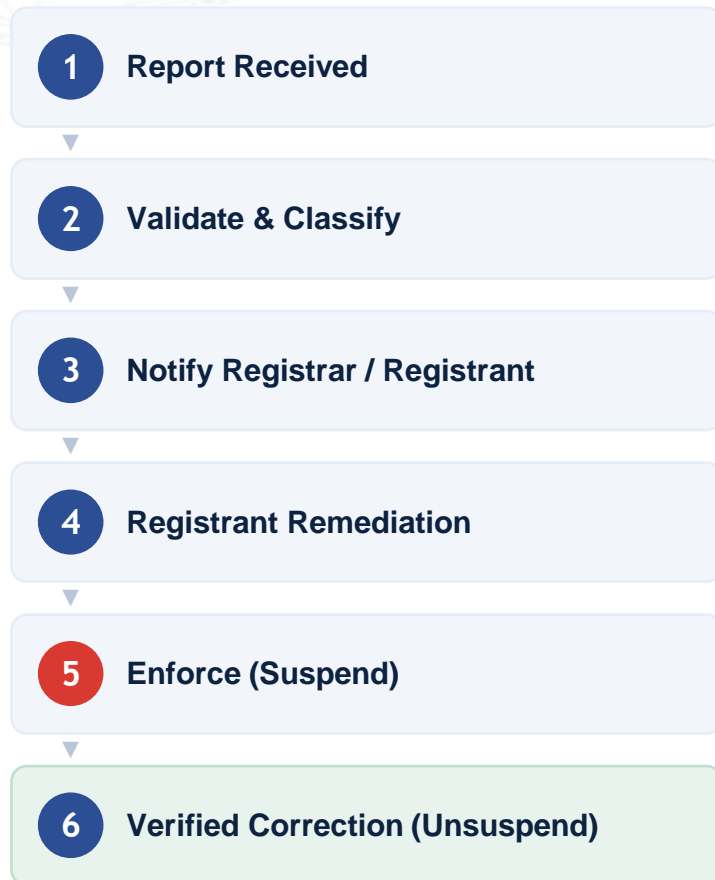 1 Report Received
2 Validate & Classify
3 Notify Registrar / Registrant
4 Registrant Remediation
5 Enforce (Suspend)
6 Verified Correction (Unsuspend)